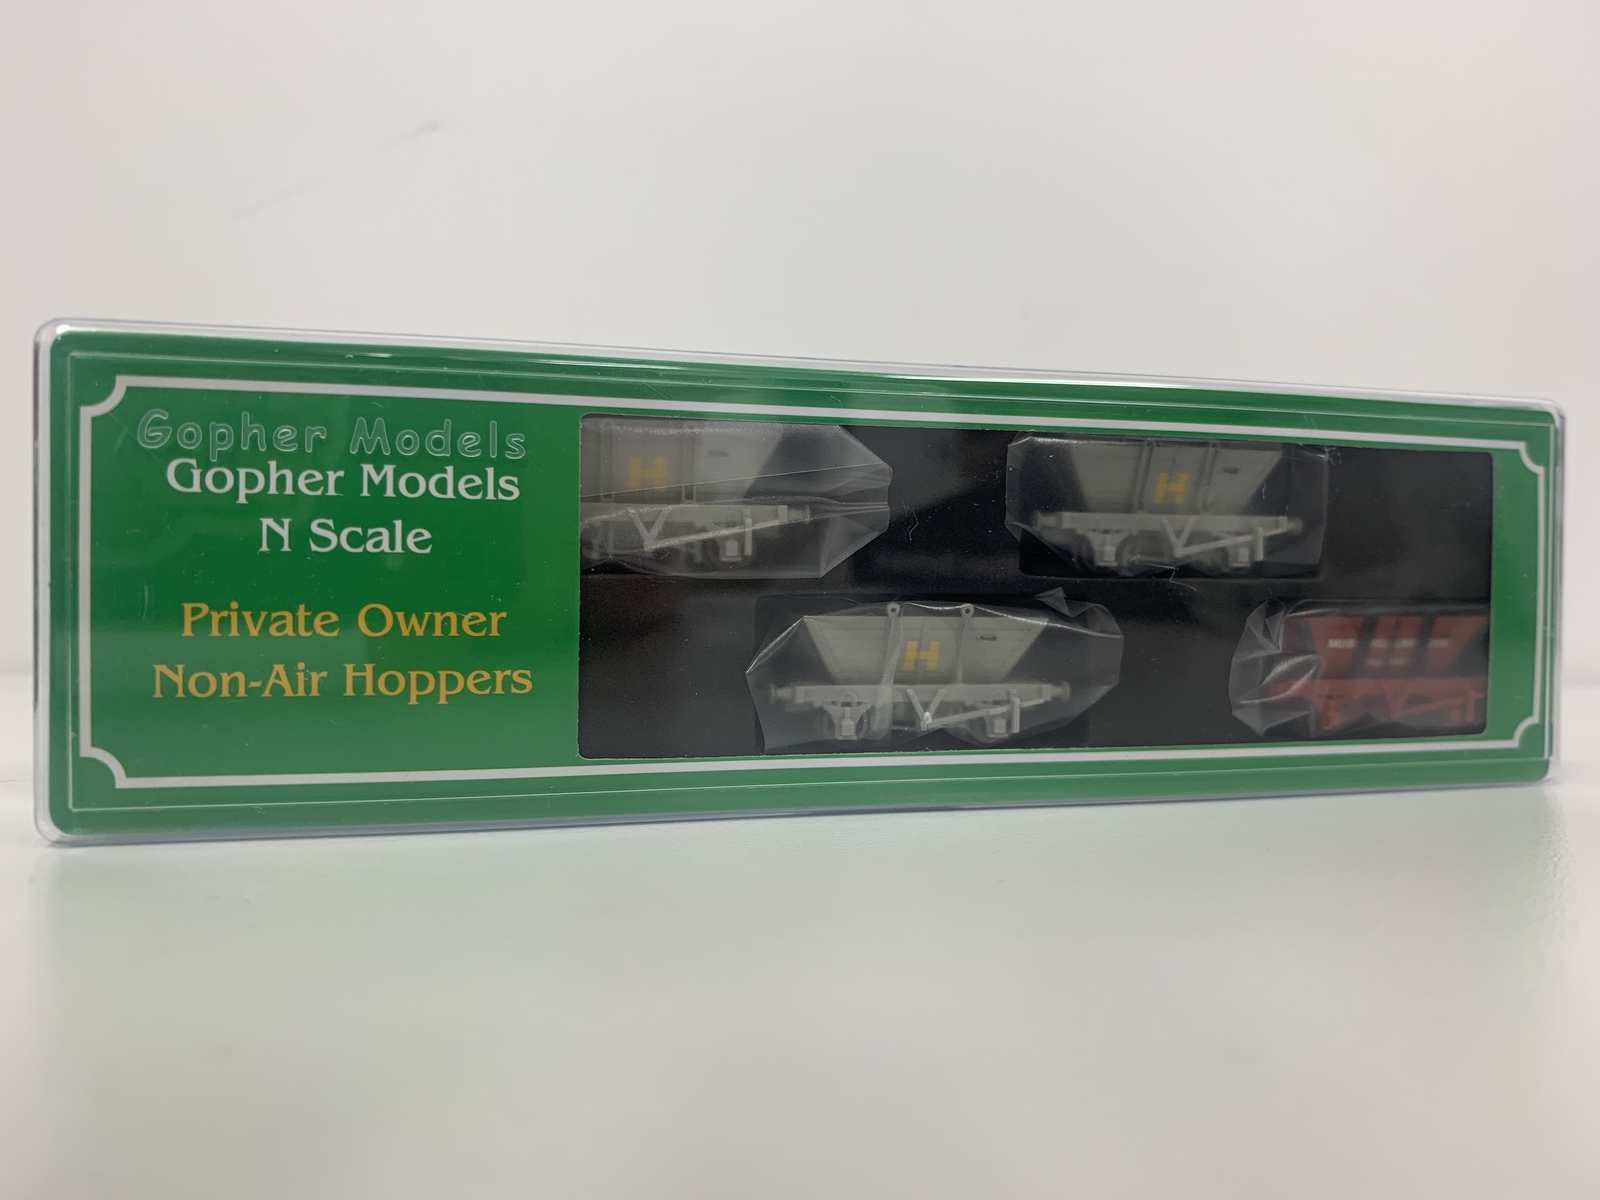 Gopher Models
Gopher Models
N Scale
Private Owner
Non-Air Hoppers
H
H
H